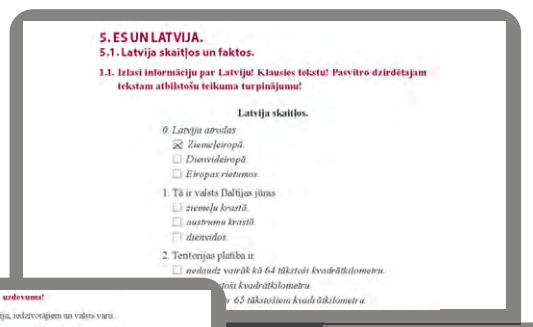 5. ES UN LATVIJA.
5.1. Latvija skaitļos un faktos.
1.1. Izlasi informāciju par Latviju! Klausies tekstu! Pasvītro dzirdētajam
tekstam atbilstošu teikuma turpinājumu!
Latvija skaitļos.
0. Latvija atrodas
Ziemeļeiropā.
Dienvideiropā.
Eiropas rietumos.
1. Tā ir valsts Baltijas jūras
ziemeļu krastā.
austrumu krastā.
dienvidos.
2. Teritorijas platība ir
nedaudz vairāk kā 64 tūkstoši kvadrātkilometru.
kvadrātkilometru.
65 tūkstošiem kvadrātkilometru.
uzdevumu!
iedzīvotājiem un valsts varu.